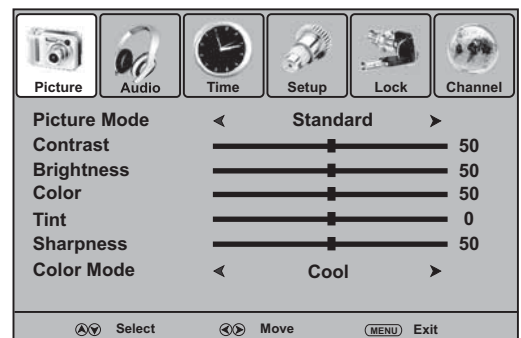 Picture Audio Time Setup Lock Channel
Picture Mode Standard
Contrast 50
Brightness 50
Color 50
Tint 0
Sharpness 50
Color Mode Cool
Select Move MENU Exit